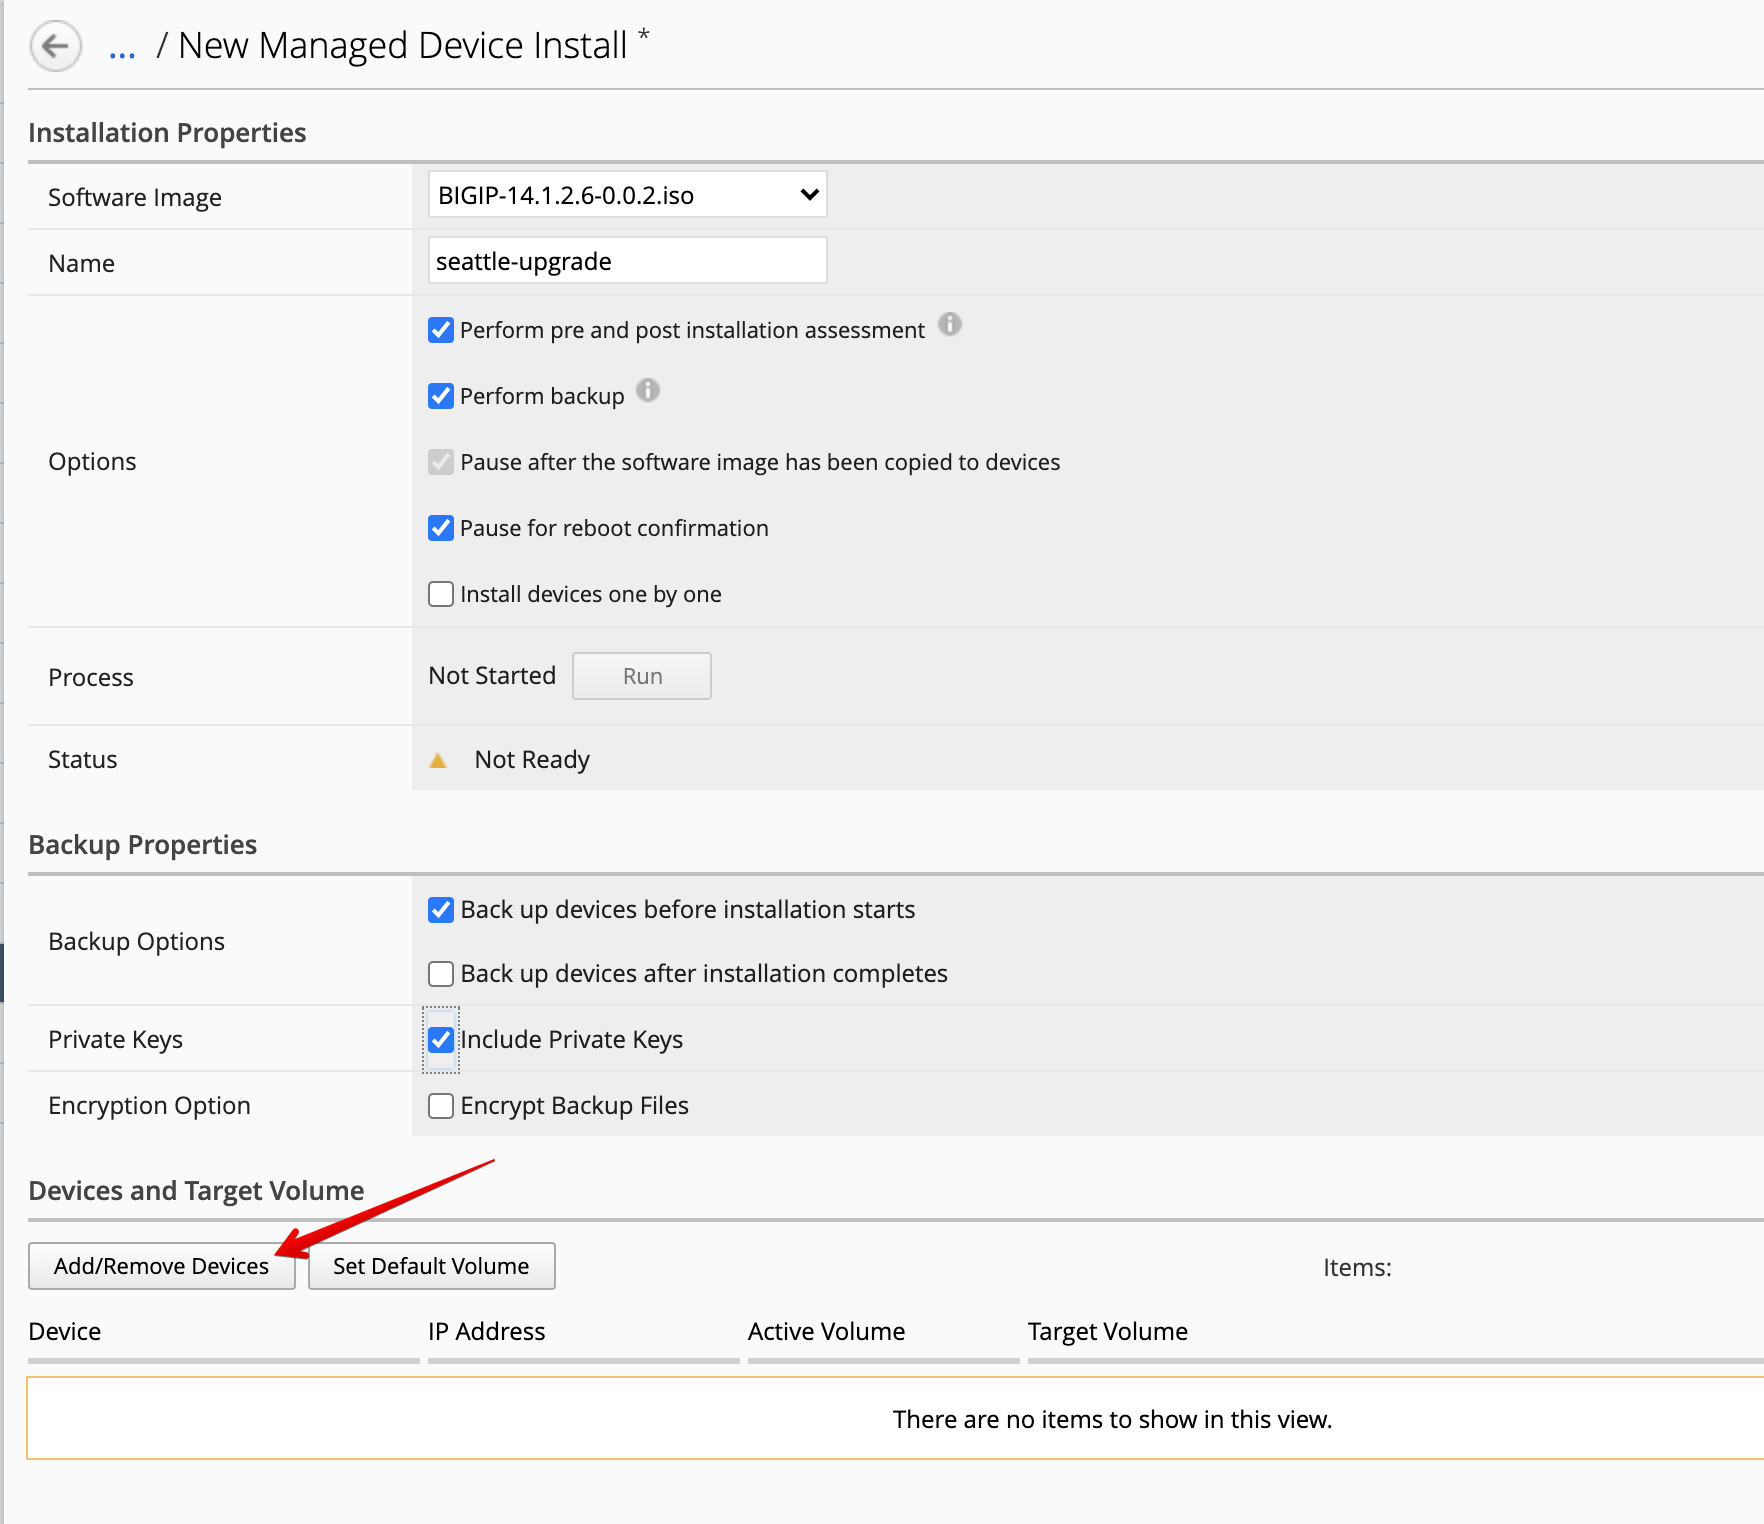 ... / New Managed Device Install *
Installation Properties
Software Image
BIGIP-14.1.2.6-0.0.2.iso
Name
seattle-upgrade
Options
Perform pre and post installation assessment
Perform backup
Pause after the software image has been copied to devices
Pause for reboot confirmation
Install devices one by one
Process
Not Started
Run
Status
Not Ready
Backup Properties
Backup Options
Back up devices before installation starts
Back up devices after installation completes
Private Keys
Include Private Keys
Encryption Option
Encrypt Backup Files
Devices and Target Volume
Add/Remove Devices
Set Default Volume
Items:
Device
IP Address
Active Volume
Target Volume
There are no items to show in this view.